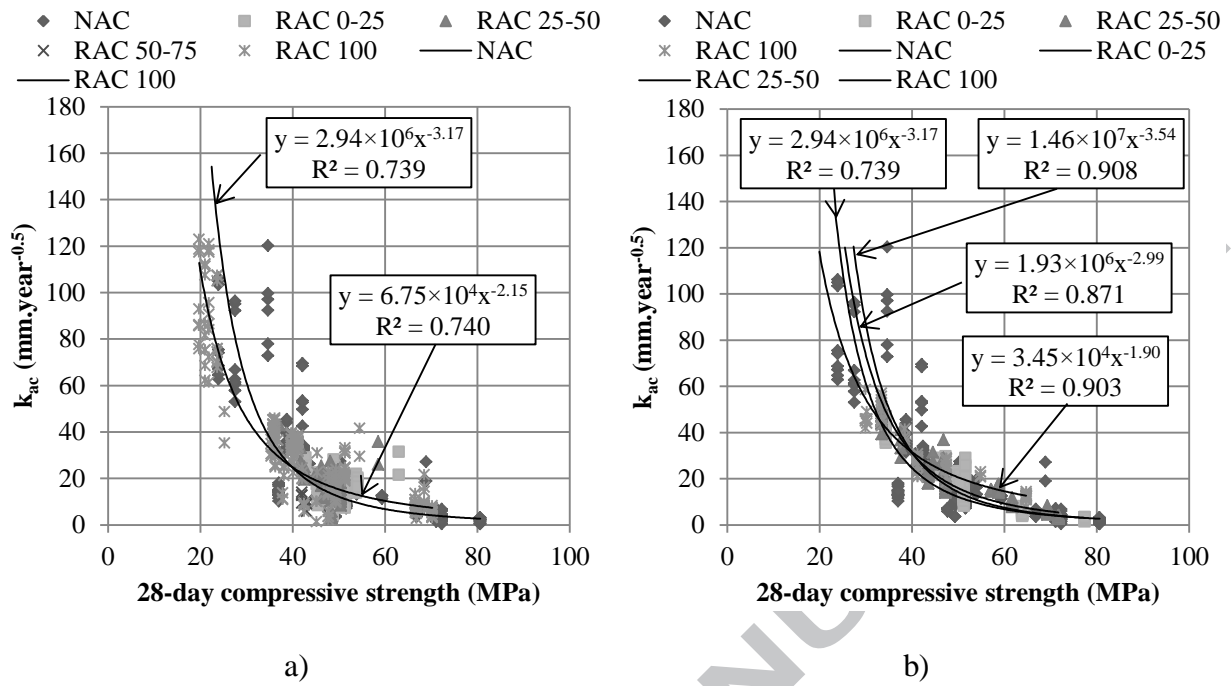 NAC RAC 0-25 RAC 25-50
RAC 50-75 RAC 100 NAC
RAC 100
180
160
140
120
100
80
60
40
20
0
k_ac (mm.year^-0.5)
y = 2.94×10^6x^-3.17
R² = 0.739
y = 6.75×10^4x^-2.15
R² = 0.740
0 20 40 60 80 100
28-day compressive strength (MPa)
a)
NAC RAC 0-25 RAC 25-50
RAC 100 NAC RAC 0-25
RAC 25-50 RAC 100
180
160
140
120
100
80
60
40
20
0
k_ac (mm.year^-0.5)
y = 2.94×10^6x^-3.17
R² = 0.739
y = 1.46×10^7x^-3.54
R² = 0.908
y = 1.93×10^6x^-2.99
R² = 0.871
y = 3.45×10^4x^-1.90
R² = 0.903
0 20 40 60 80 100
28-day compressive strength (MPa)
b)